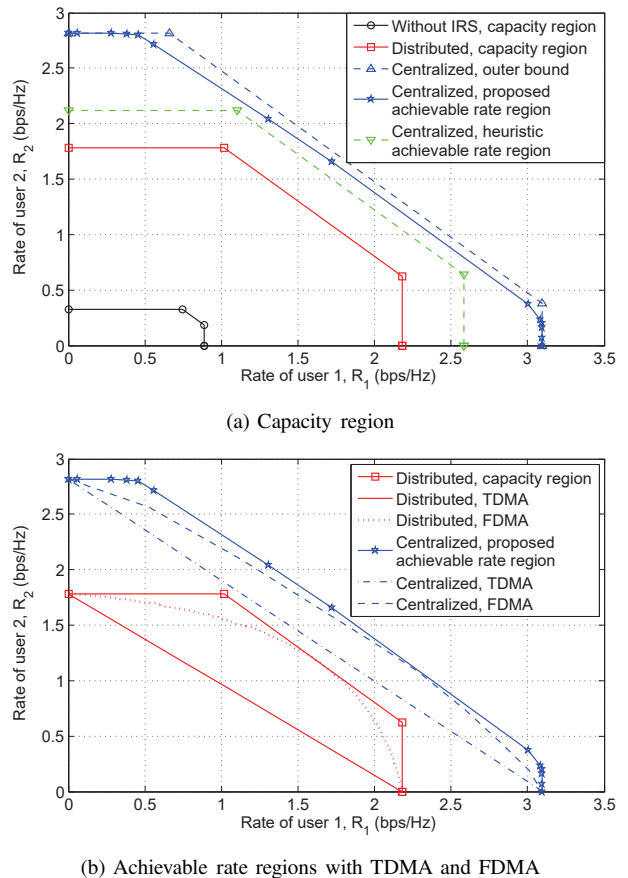 3
2.5
2
1.5
1
0.5
0
Rate of user 2, R2 (bps/Hz)
Without IRS, capacity region
Distributed, capacity region
Centralized, outer bound
Centralized, proposed
achievable rate region
Centralized, heuristic
achievable rate region
0 0.5 1 1.5 2 2.5 3 3.5
Rate of user 1, R1 (bps/Hz)
(a) Capacity region
3
2.5
2
1.5
1
0.5
0
Rate of user 2, R2 (bps/Hz)
Distributed, capacity region
Distributed, TDMA
Distributed, FDMA
Centralized, proposed
achievable rate region
Centralized, TDMA
Centralized, FDMA
0 0.5 1 1.5 2 2.5 3 3.5
Rate of user 1, R1 (bps/Hz)
(b) Achievable rate regions with TDMA and FDMA